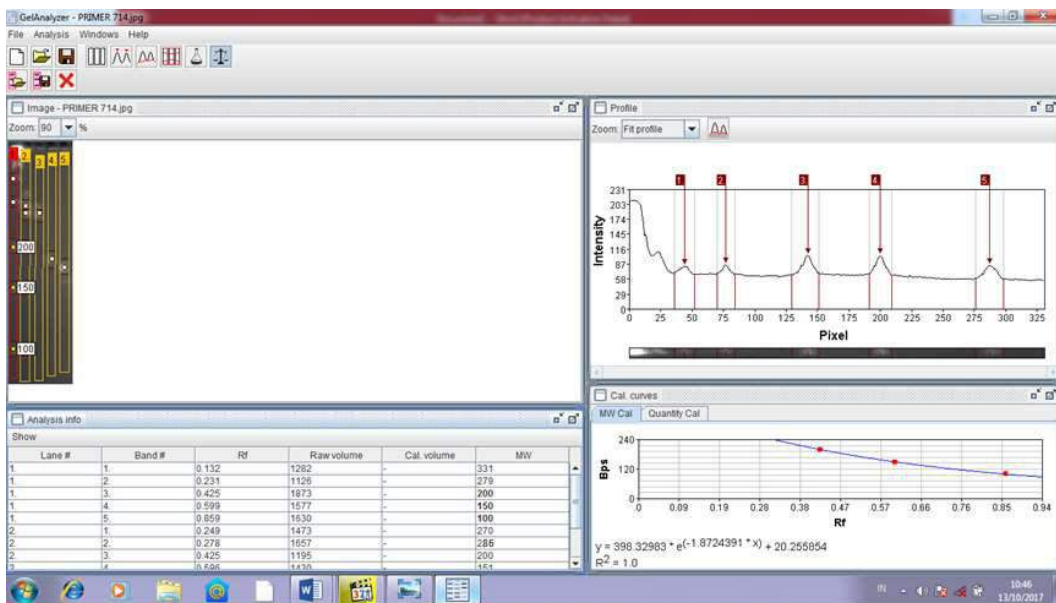 GelAnalyzer - PRIMER 714.jpg
File Analysis Windows Help
Image - PRIMER 714.jpg
Zoom: 90 %
1 2 3 4 5
200
150
100
Profile
Zoom: Fit profile
1 2 3 4 5
Intensity
231
203
174
145
116
87
58
29
0
0 25 50 75 100 125 150 175 200 225 250 275 300 325
Pixel
Analysis info
Show
Lane # Band # Rf Raw volume Cal. volume MW
1. 1. 0.132 1282 - 331
1. 2. 0.231 1126 - 279
1. 3. 0.425 1873 - 200
1. 4. 0.599 1577 - 150
1. 5. 0.859 1630 - 100
2. 1. 0.249 1473 - 270
2. 2. 0.278 1657 -
2. 3. 0.425 1195 - 200
2. 4. 0.596 1430 - 151
Cal. curves
MW Cal Quantity Cal
Bps
240
120
0
0 0.09 0.19 0.28 0.38 0.47 0.57 0.66 0.76 0.85 0.94
Rf
y = 398.32983 * e(-1.8724391 * x) + 20.255854
R2 = 1.0
IN 10:46
13/10/2017